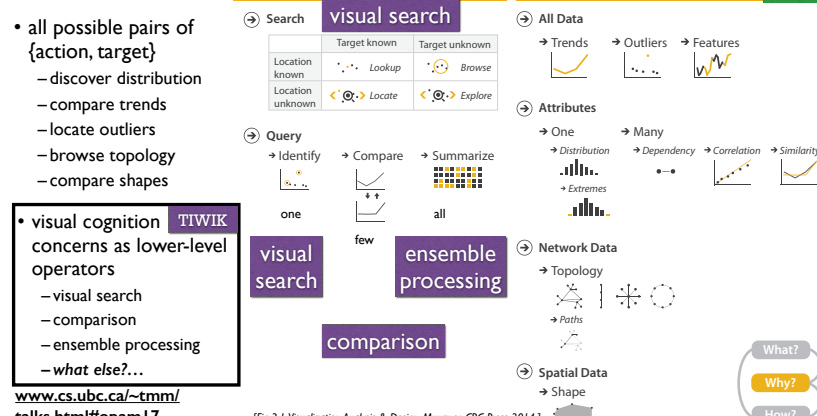 • all possible pairs of
{action, target}
– discover distribution
– compare trends
– locate outliers
– browse topology
– compare shapes
• visual cognition
TIWIK
concerns as lower-level
operators
– visual search
– comparison
– ensemble processing
– what else?…
www.cs.ubc.ca/~tmm/
talks.html#opam17
Search
visual search
Target known
Target unknown
Location
known
Lookup
Browse
Location
unknown
Locate
Explore
Query
Identify
Compare
Summarize
one
few
all
visual
search
ensemble
processing
comparison
All Data
Trends
Outliers
Features
Attributes
One
Many
Distribution
Dependency
Correlation
Similarity
Extremes
Network Data
Topology
Paths
Spatial Data
Shape
What?
Why?
How?